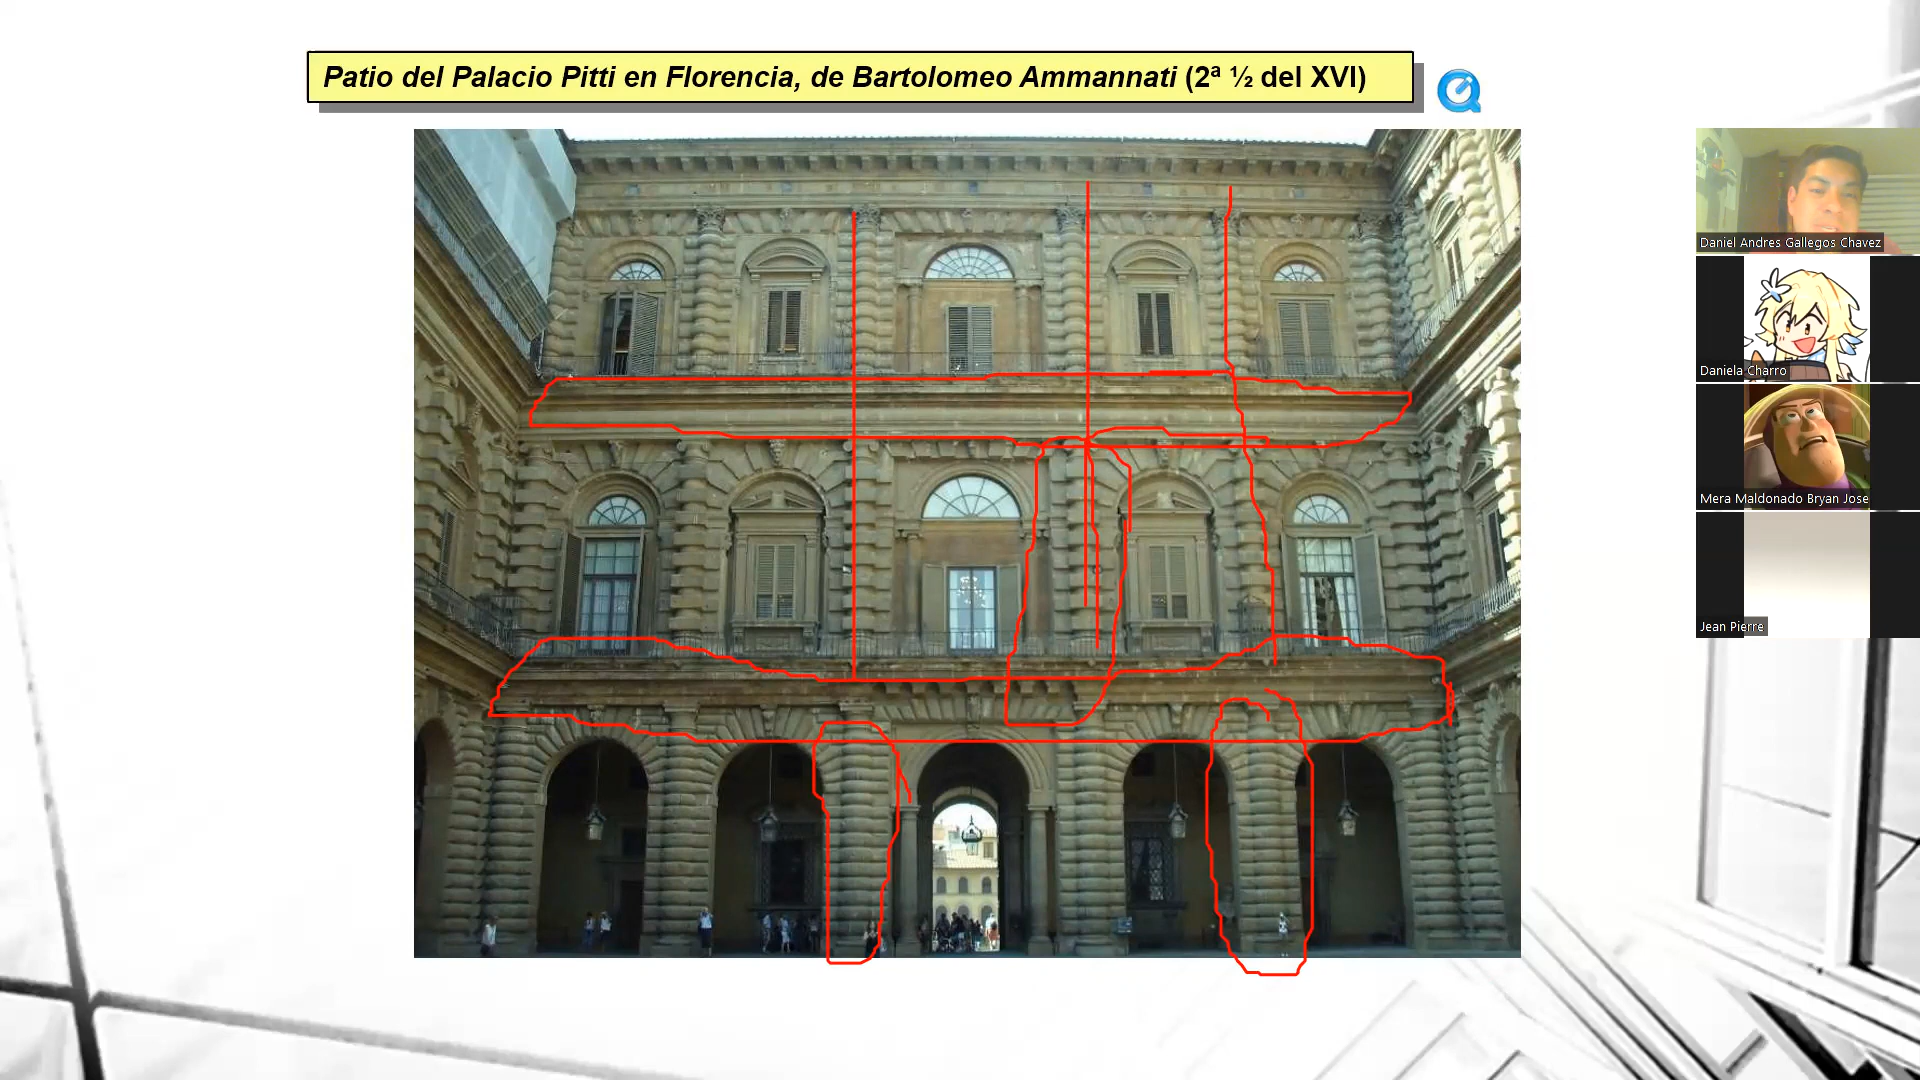 Patio del Palacio Pitti en Florencia, de Bartolomeo Ammannati (2ª ½ del XVI)
Daniel Andres Gallegos Chavez
Daniela Charro
Mera Maldonado Bryan Jose
Jean Pierre